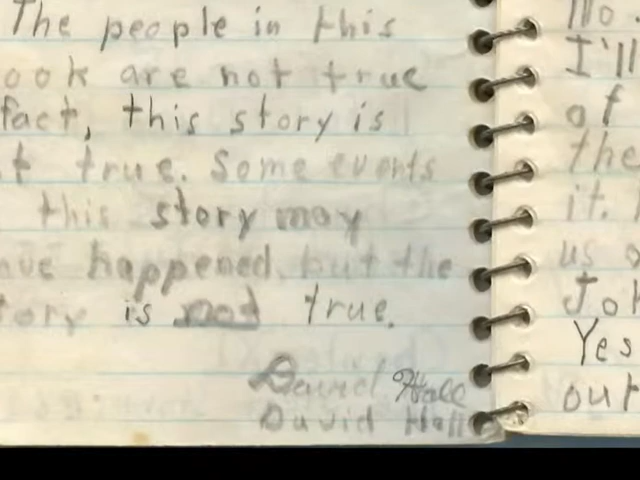 The people in this
ook are not true
fact, this story is
t true. Some events
this story may
ave happened, but the
tory is not true.
David Hall
David Hall
No
I'll
of
the
it.
us
Joh
Yes
out